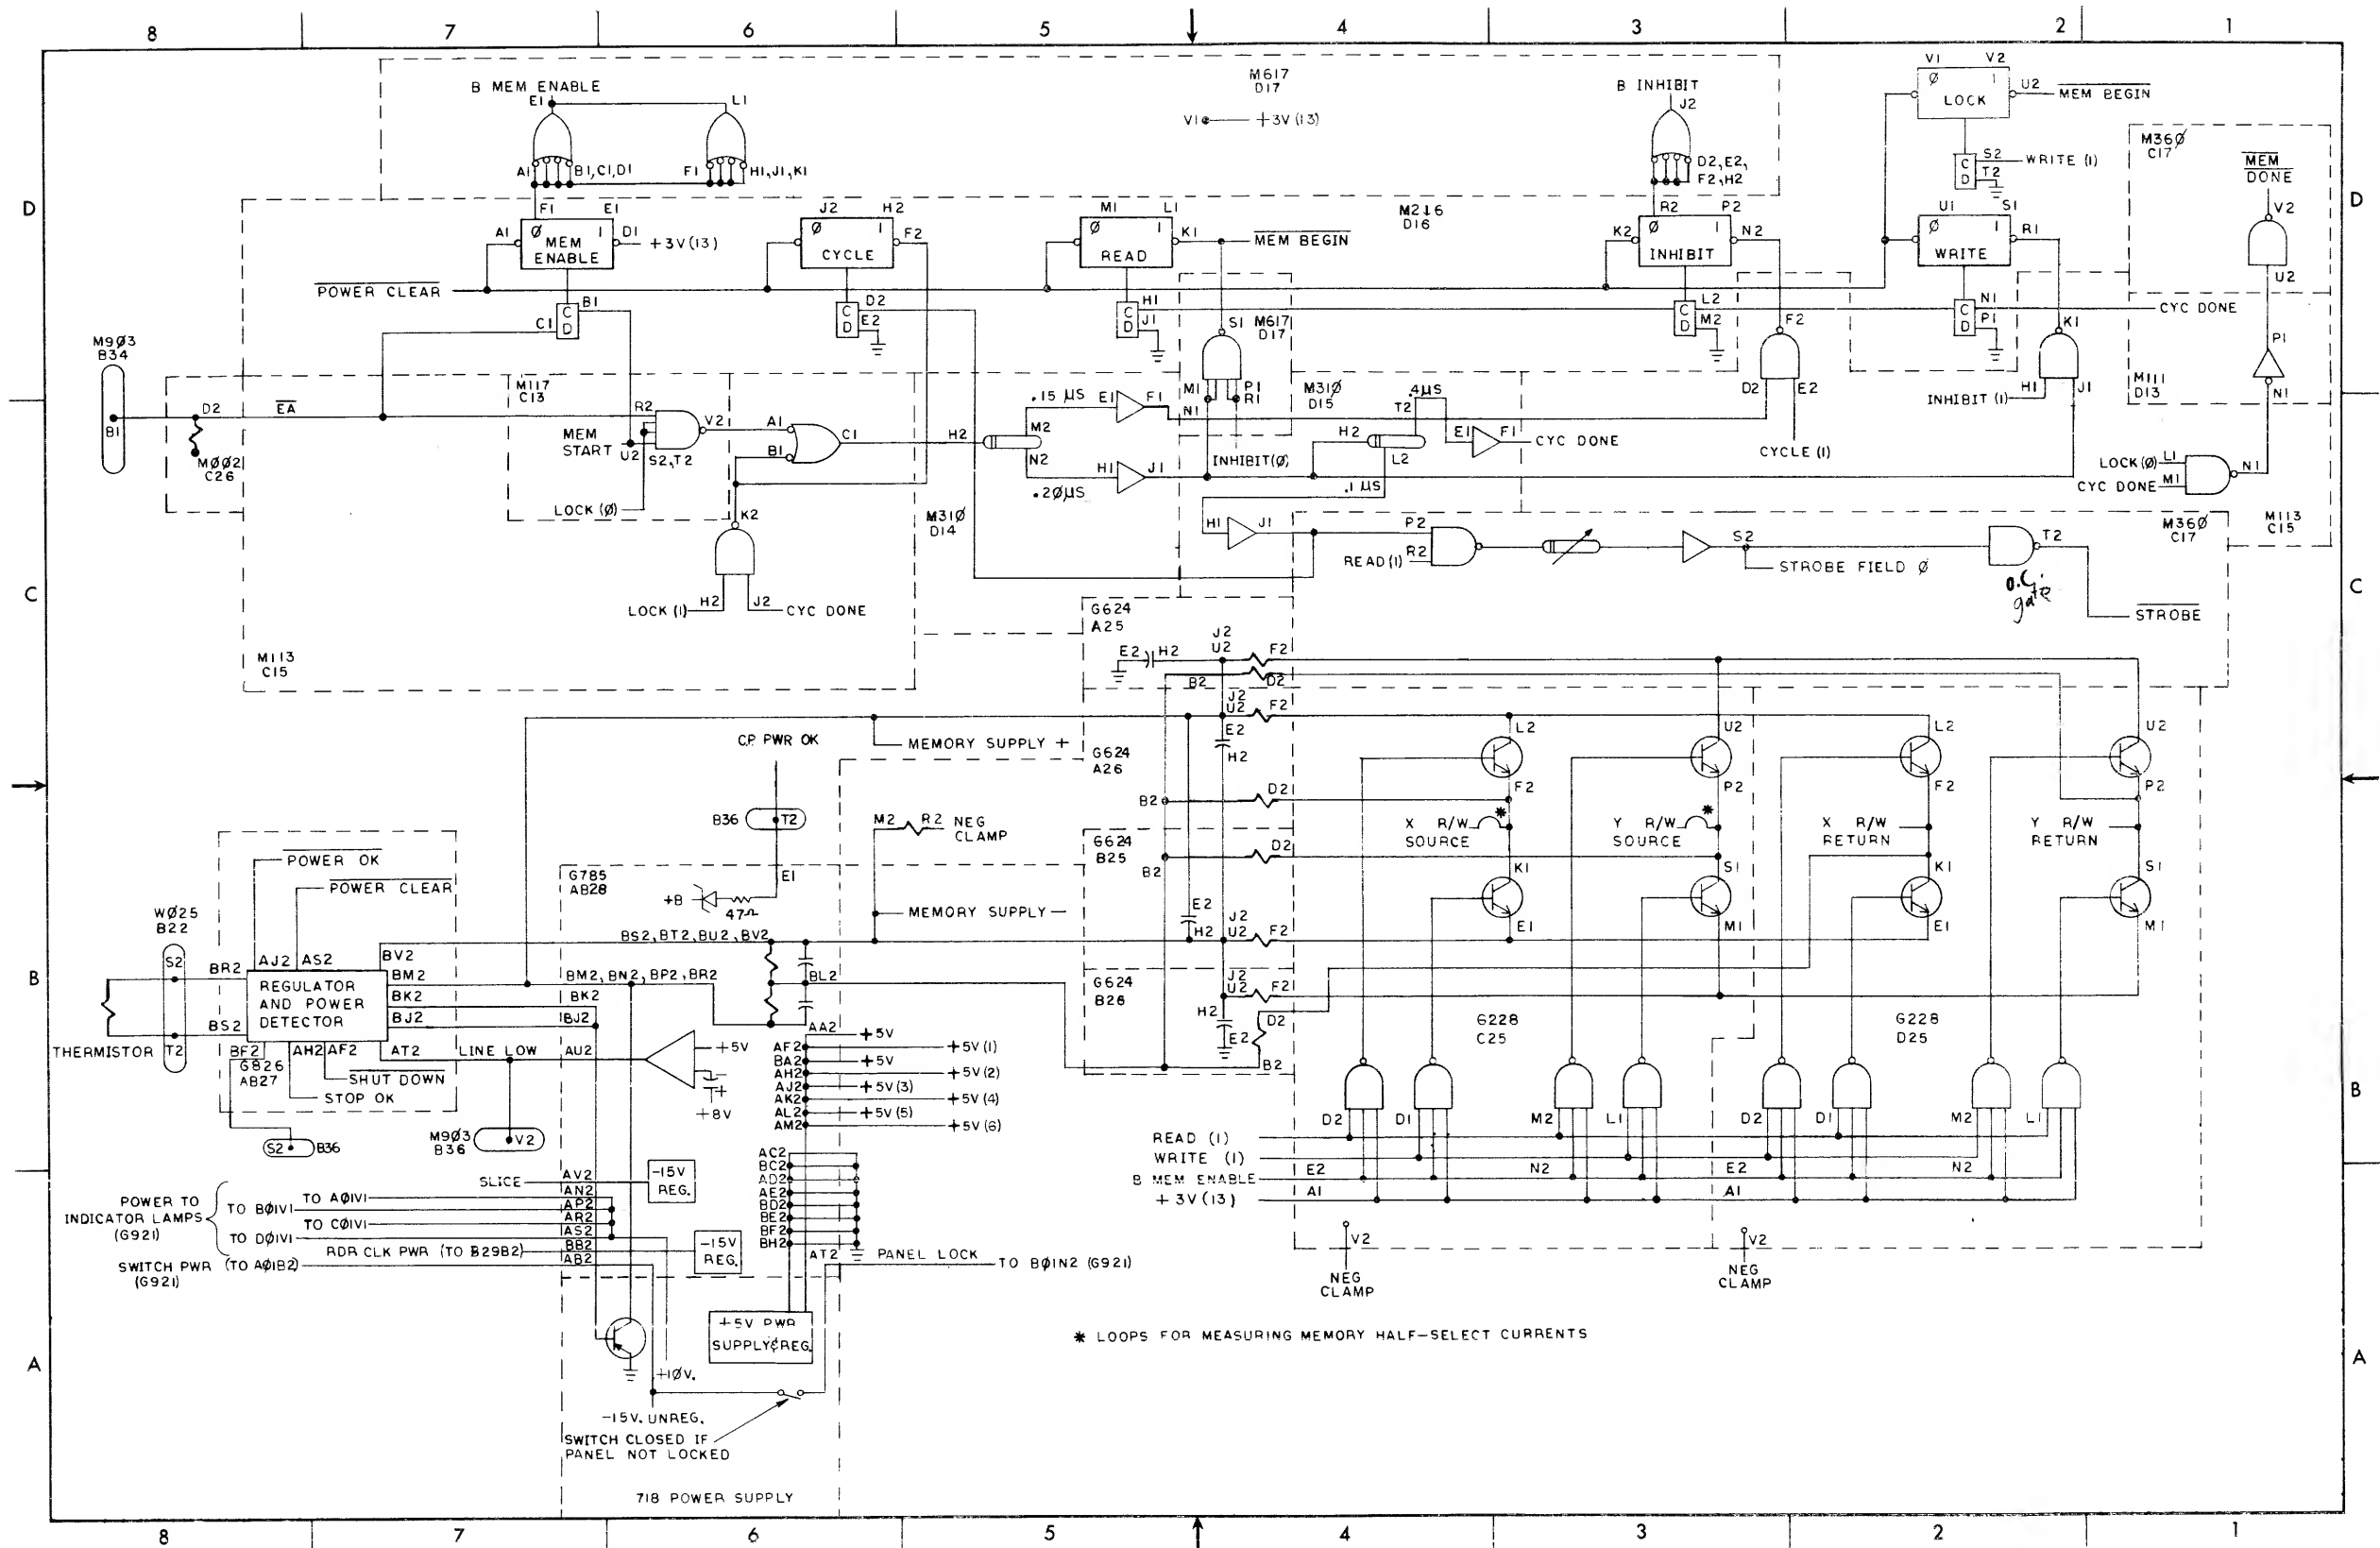 8 7 6 5 4 3 2 1
B MEM ENABLE
E1 L1
M617
D17
V1 +3V (13)
B INHIBIT
J2
V1 V2
Ø 1
LOCK
U2 MEM BEGIN
A1 B1,C1,D1 F1 H1,J1,K1
D2,E2,
F2,H2
C
D
S2 WRITE (1)
T2
M36Ø
C17
MEM
DONE
V2
D
F1 E1
Ø 1
A1 MEM D1 +3V(13)
ENABLE
J2 H2
Ø 1
F2
CYCLE
M1 L1
Ø 1
K1 MEM BEGIN
READ
M216
D16
R2 P2
K2 Ø 1 N2
INHIBIT
U1 S1
Ø 1
R1
WRITE
U2
D
POWER CLEAR
C
D
B1
C1
C
D
D2
E2
C
D
H1
J1
S1 M617
D17
C
D
L2
M2
F2
C
D
N1
P1
CYC DONE
K1
P1
M9Ø3
B34
M117
C13
M1 P1
R1
M31Ø
D15
.4µS
D2 E2
H1 J1
INHIBIT (1)
M111
D13
N1
B1
D2 EA
R2
MEM
START U2 S2,T2
V2
A1
B1
C1
H2
.15 µS E1 F1 N1
M2
N2
T2
H2
L2
E1 F1 CYC DONE
CYCLE (1)
MØØ2
C26
LOCK (Ø)
K2
M31Ø
D14
.2ØµS
H1 J1
INHIBIT(Ø)
.1 µS
LOCK(Ø) L1
CYC DONE M1
N1
H1 J1
P2
R2
READ(1)
S2
STROBE FIELD Ø
T2
M36Ø
C17
M113
C15
o.c.
gate
STROBE
C
LOCK (1) H2 J2 CYC DONE
G624
A25
M113
C15
E2 H2
J2
U2 F2
B2 D2
J2
U2 F2
C.P. PWR OK
MEMORY SUPPLY +
G624
A26
E2
H2
L2 U2 L2 U2
B2 D2
F2 P2 F2 P2
B36 T2
M2 R2 NEG
CLAMP
* *
X R/W
SOURCE
Y R/W
SOURCE
X R/W
RETURN
Y R/W
RETURN
G624
B25
D2
B2
POWER OK
POWER CLEAR
G785
AB28
E1
47Ω
MEMORY SUPPLY —
K1 S1 K1 S1
E2
H2
J2
U2 F2
E1 M1 E1 M1
WØ25
B22
S2
BR2
AJ2 AS2
BV2
BS2, BT2, BU2, BV2
BM2
BM2, BN2, BP2, BR2
BL2
REGULATOR
AND POWER
DETECTOR
BK2 BK2
BJ2 BJ2
BS2
G624
B26
J2
U2 F2
H2
E2
D2
B2
B
THERMISTOR T2
BF2
G826
AB27
AH2 AF2
AT2 LINE LOW AU2
SHUT DOWN
STOP OK
+5V
+8V
AA2 +5V
AF2 +5V (1)
BA2 +5V
AH2 +5V (2)
AJ2 +5V (3)
AK2 +5V (4)
AL2 +5V (5)
AM2 +5V (6)
G228
C25
G228
D25
S2 B36
M9Ø3
B36
V2
D2 D1 M2 L1 D2 D1 M2 L1
READ (1)
WRITE (1)
B MEM ENABLE
+3V (13)
E2 N2 E2 N2
A1 A1
SLICE AV2
-15V
REG.
AC2
BC2
AD2
AE2
BD2
BE2
BF2
BH2
POWER TO
INDICATOR LAMPS
(G921)
TO AØ1V1 AN2
TO BØ1V1 AP2
TO CØ1V1 AR2
TO DØ1V1 AS2
RDR CLK PWR (TO B29B2) BB2
SWITCH PWR (TO AØ1B2) AB2
(G921)
-15V
REG.
AT2 PANEL LOCK TO BØ1N2 (G921)
V2
NEG
CLAMP
V2
NEG
CLAMP
+5V PWR
SUPPLY&REG.
* LOOPS FOR MEASURING MEMORY HALF-SELECT CURRENTS
A
+1ØV.
-15V. UNREG.
SWITCH CLOSED IF
PANEL NOT LOCKED
718 POWER SUPPLY
8 7 6 5 4 3 2 1